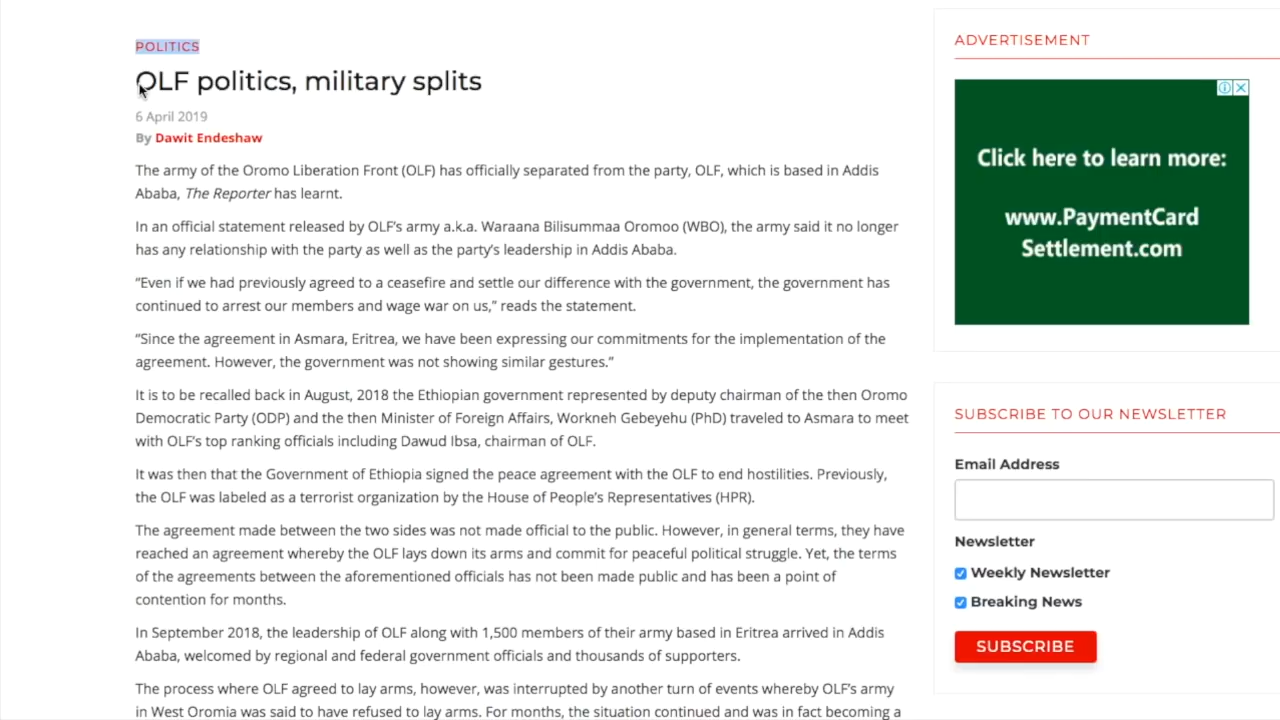 POLITICS
OLF politics, military splits
6 April 2019
By Dawit Endeshaw
The army of the Oromo Liberation Front (OLF) has officially separated from the party, OLF, which is based in Addis
Ababa, The Reporter has learnt.
In an official statement released by OLF’s army a.k.a. Waraana Bilisummaa Oromoo (WBO), the army said it no longer
has any relationship with the party as well as the party’s leadership in Addis Ababa.
“Even if we had previously agreed to a ceasefire and settle our difference with the government, the government has
continued to arrest our members and wage war on us,” reads the statement.
“Since the agreement in Asmara, Eritrea, we have been expressing our commitments for the implementation of the
agreement. However, the government was not showing similar gestures.”
It is to be recalled back in August, 2018 the Ethiopian government represented by deputy chairman of the then Oromo
Democratic Party (ODP) and the then Minister of Foreign Affairs, Workneh Gebeyehu (PhD) traveled to Asmara to meet
with OLF’s top ranking officials including Dawud Ibsa, chairman of OLF.
It was then that the Government of Ethiopia signed the peace agreement with the OLF to end hostilities. Previously,
the OLF was labeled as a terrorist organization by the House of People’s Representatives (HPR).
The agreement made between the two sides was not made official to the public. However, in general terms, they have
reached an agreement whereby the OLF lays down its arms and commit for peaceful political struggle. Yet, the terms
of the agreements between the aforementioned officials has not been made public and has been a point of
contention for months.
In September 2018, the leadership of OLF along with 1,500 members of their army based in Eritrea arrived in Addis
Ababa, welcomed by regional and federal government officials and thousands of supporters.
The process where OLF agreed to lay arms, however, was interrupted by another turn of events whereby OLF’s army
in West Oromia was said to have refused to lay arms. For months, the situation continued and was in fact becoming a
ADVERTISEMENT
Click here to learn more:
www.PaymentCard
Settlement.com
SUBSCRIBE TO OUR NEWSLETTER
Email Address
Newsletter
Weekly Newsletter
Breaking News
SUBSCRIBE